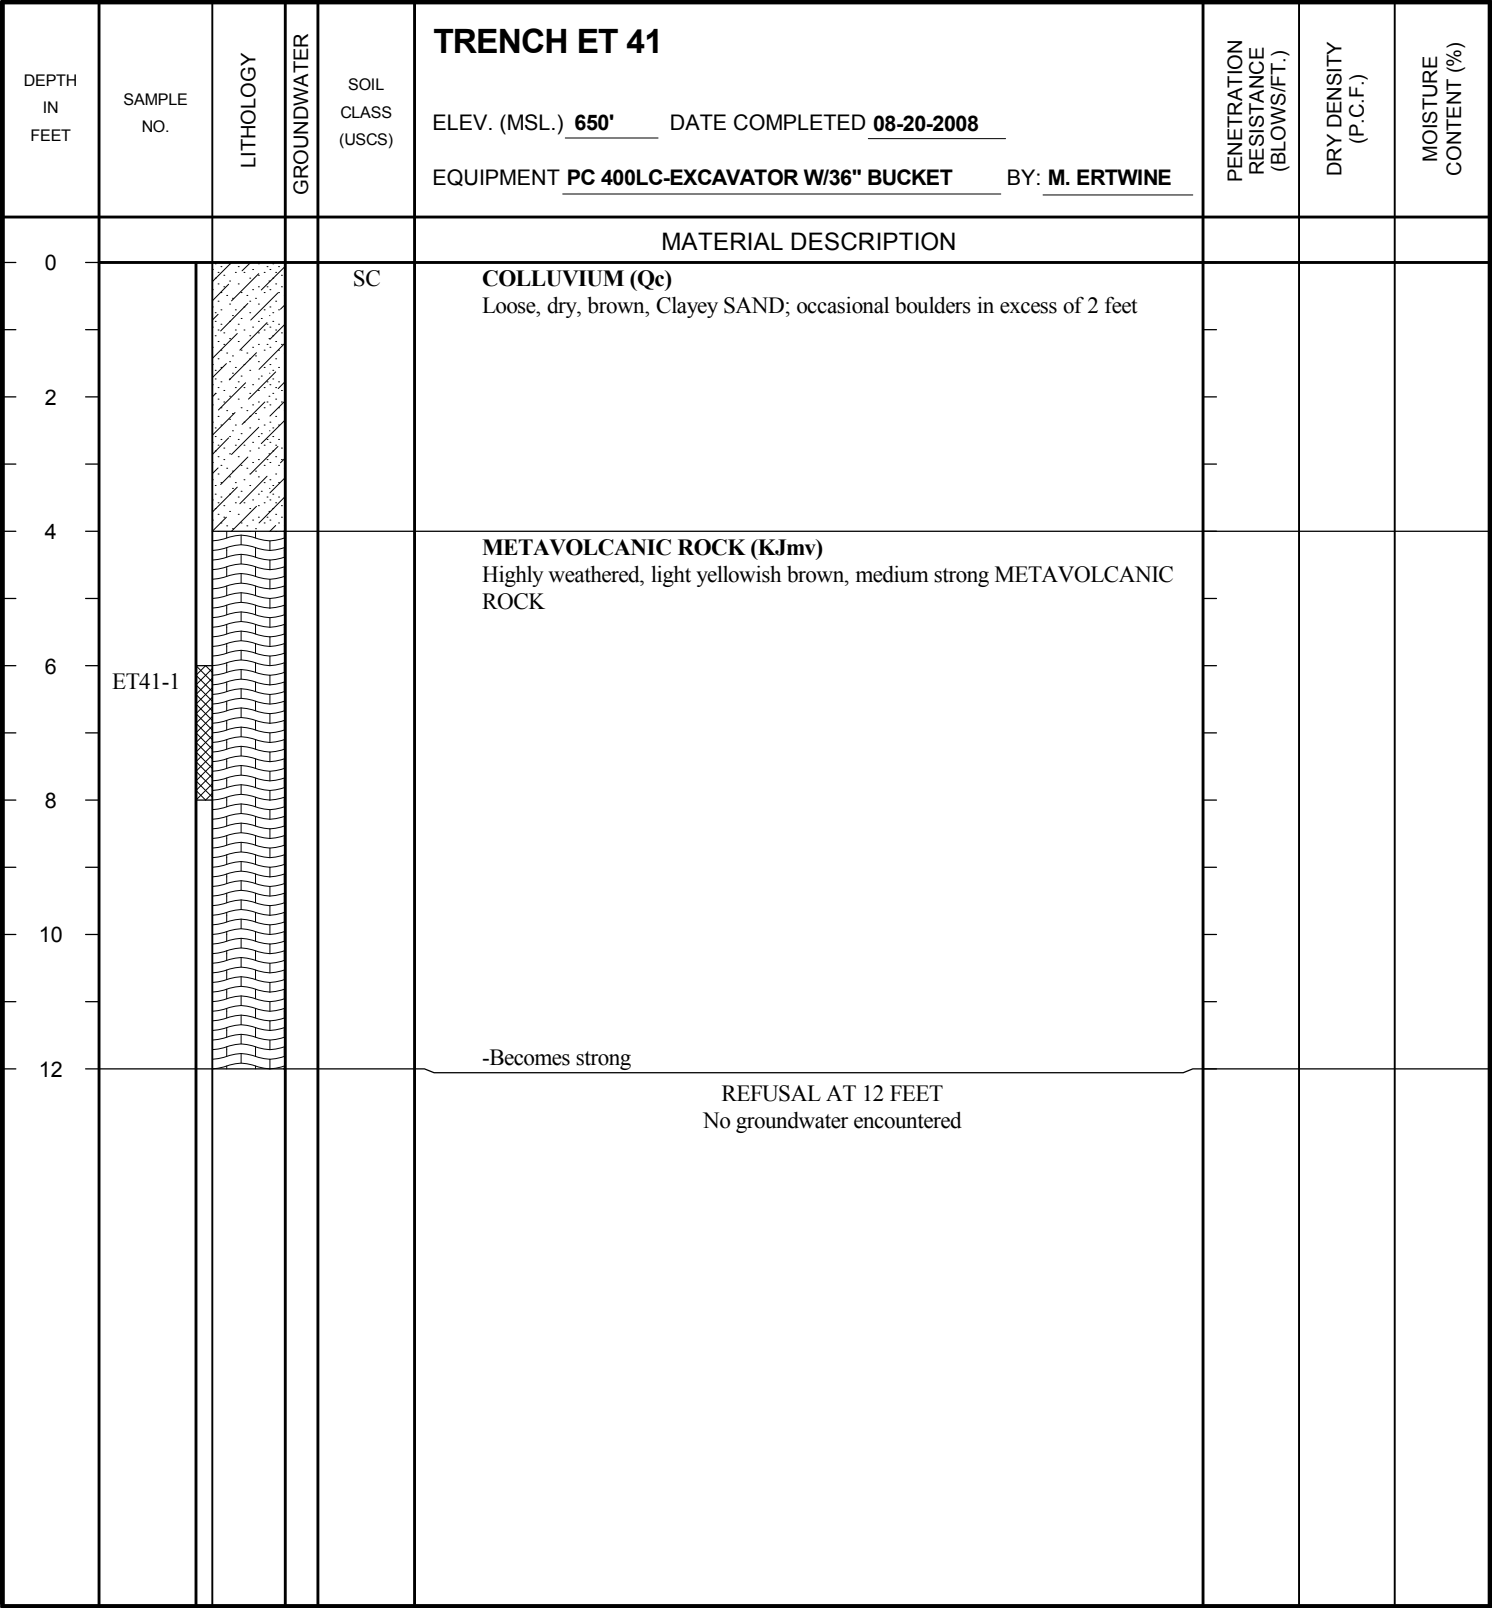 DEPTH
IN
FEET
SAMPLE
NO.
LITHOLOGY
GROUNDWATER
SOIL
CLASS
(USCS)
TRENCH ET 41
ELEV. (MSL.) 650' DATE COMPLETED 08-20-2008
EQUIPMENT PC 400LC-EXCAVATOR W/36" BUCKET BY: M. ERTWINE
PENETRATION
RESISTANCE
(BLOWS/FT.)
DRY DENSITY
(P.C.F.)
MOISTURE
CONTENT (%)
MATERIAL DESCRIPTION
0
SC
COLLUVIUM (Qc)
Loose, dry, brown, Clayey SAND; occasional boulders in excess of 2 feet
2
4
METAVOLCANIC ROCK (KJmv)
Highly weathered, light yellowish brown, medium strong METAVOLCANIC
ROCK
6
ET41-1
8
10
-Becomes strong
12
REFUSAL AT 12 FEET
No groundwater encountered